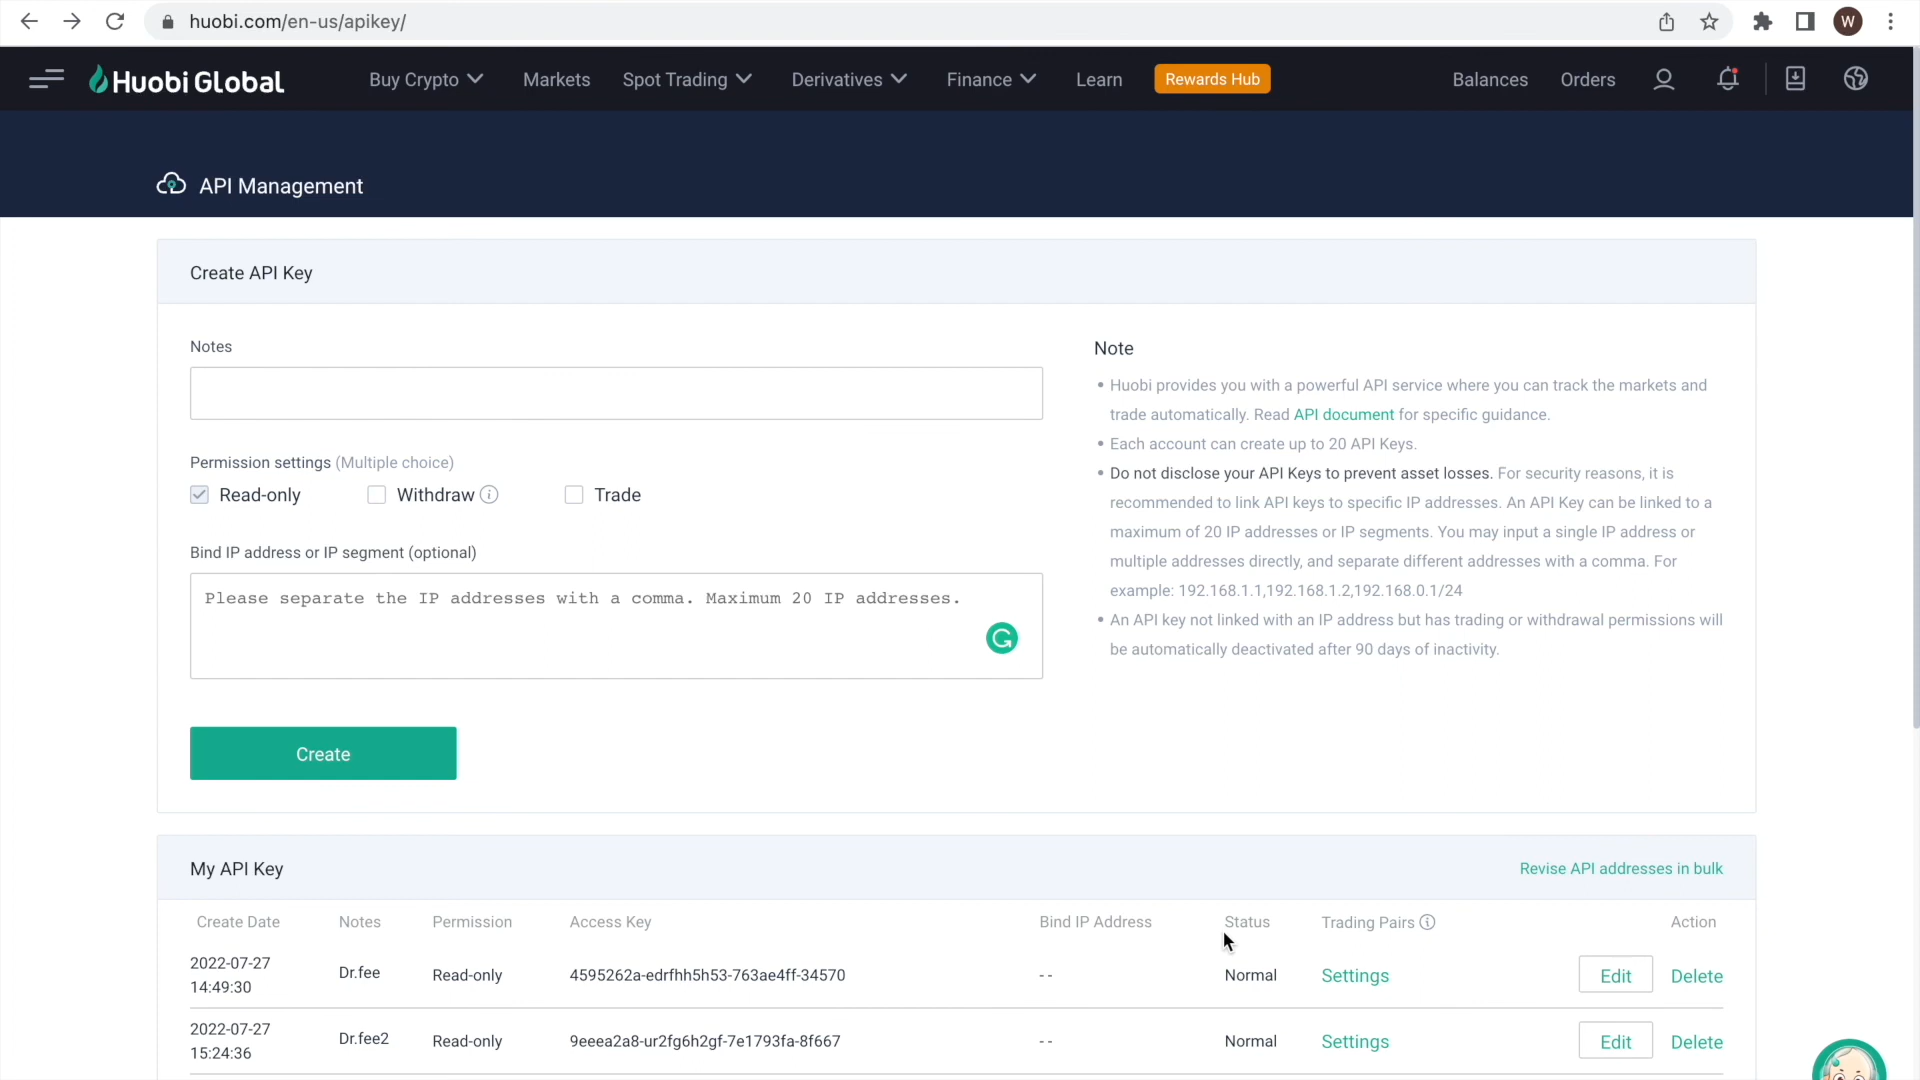 huobi.com/en-us/apikey/
W
Huobi Global
Buy Crypto
Markets
Spot Trading
Derivatives
Finance
Learn
Rewards Hub
Balances
Orders
API Management
Create API Key
Notes
Permission settings (Multiple choice)
Read-only
Withdraw
Trade
Bind IP address or IP segment (optional)
Please separate the IP addresses with a comma. Maximum 20 IP addresses.
Create
Note
• Huobi provides you with a powerful API service where you can track the markets and
trade automatically. Read API document for specific guidance.
• Each account can create up to 20 API Keys.
• Do not disclose your API Keys to prevent asset losses. For security reasons, it is
recommended to link API keys to specific IP addresses. An API Key can be linked to a
maximum of 20 IP addresses or IP segments. You may input a single IP address or
multiple addresses directly, and separate different addresses with a comma. For
example: 192.168.1.1,192.168.1.2,192.168.0.1/24
• An API key not linked with an IP address but has trading or withdrawal permissions will
be automatically deactivated after 90 days of inactivity.
My API Key
Revise API addresses in bulk
Create Date Notes Permission Access Key Bind IP Address Status Trading Pairs Action
2022-07-27
14:49:30
Dr.fee Read-only 4595262a-edrfhh5h53-763ae4ff-34570 -- Normal Settings Edit Delete
2022-07-27
15:24:36
Dr.fee2 Read-only 9eeea2a8-ur2fg6h2gf-7e1793fa-8f667 -- Normal Settings Edit Delete